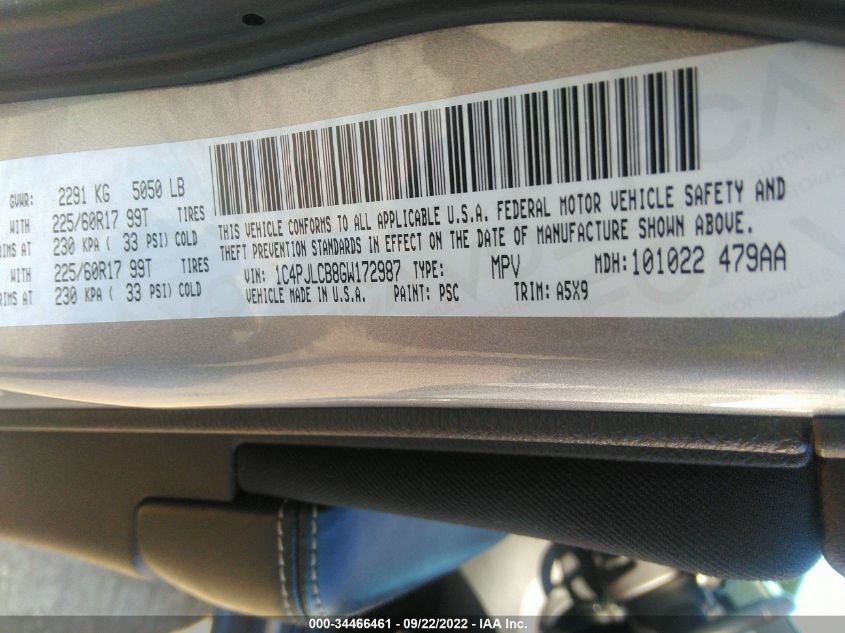 GVWR: 2291 KG 5050 LB
WITH 225/60R17 99T TIRES
RIMS AT 230 KPA ( 33 PSI) COLD
WITH 225/60R17 99T TIRES
RIMS AT 230 KPA ( 33 PSI) COLD
THIS VEHICLE CONFORMS TO ALL APPLICABLE U.S.A. FEDERAL MOTOR VEHICLE SAFETY AND
THEFT PREVENTION STANDARDS IN EFFECT ON THE DATE OF MANUFACTURE SHOWN ABOVE.
VIN: 1C4PJLCB8GW172987 TYPE: MPV MDH: 101022 479AA
VEHICLE MADE IN U.S.A. PAINT: PSC TRIM: A5X9
000-34466461 - 09/22/2022 - IAA Inc.